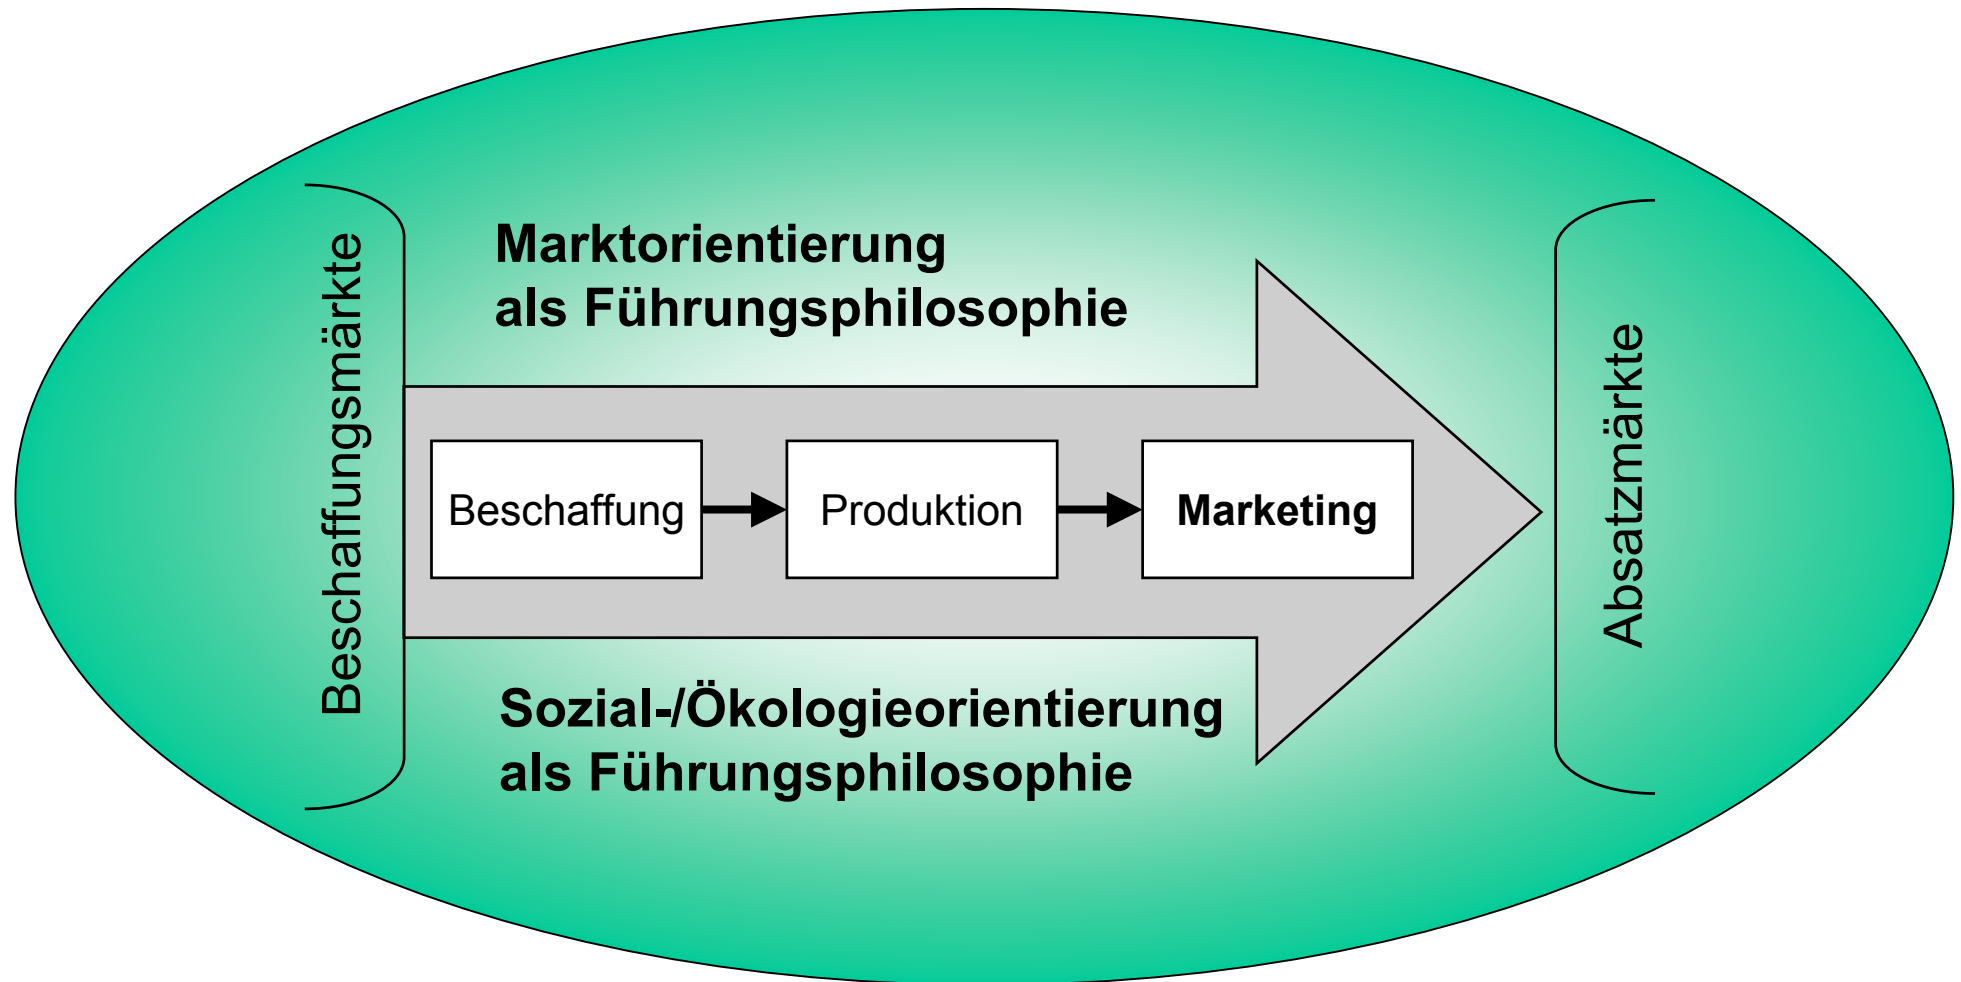 Beschaffungsmärkte
Marktorientierung
als Führungsphilosophie
Beschaffung
Produktion
Marketing
Sozial-/Ökologieorientierung
als Führungsphilosophie
Absatzmärkte